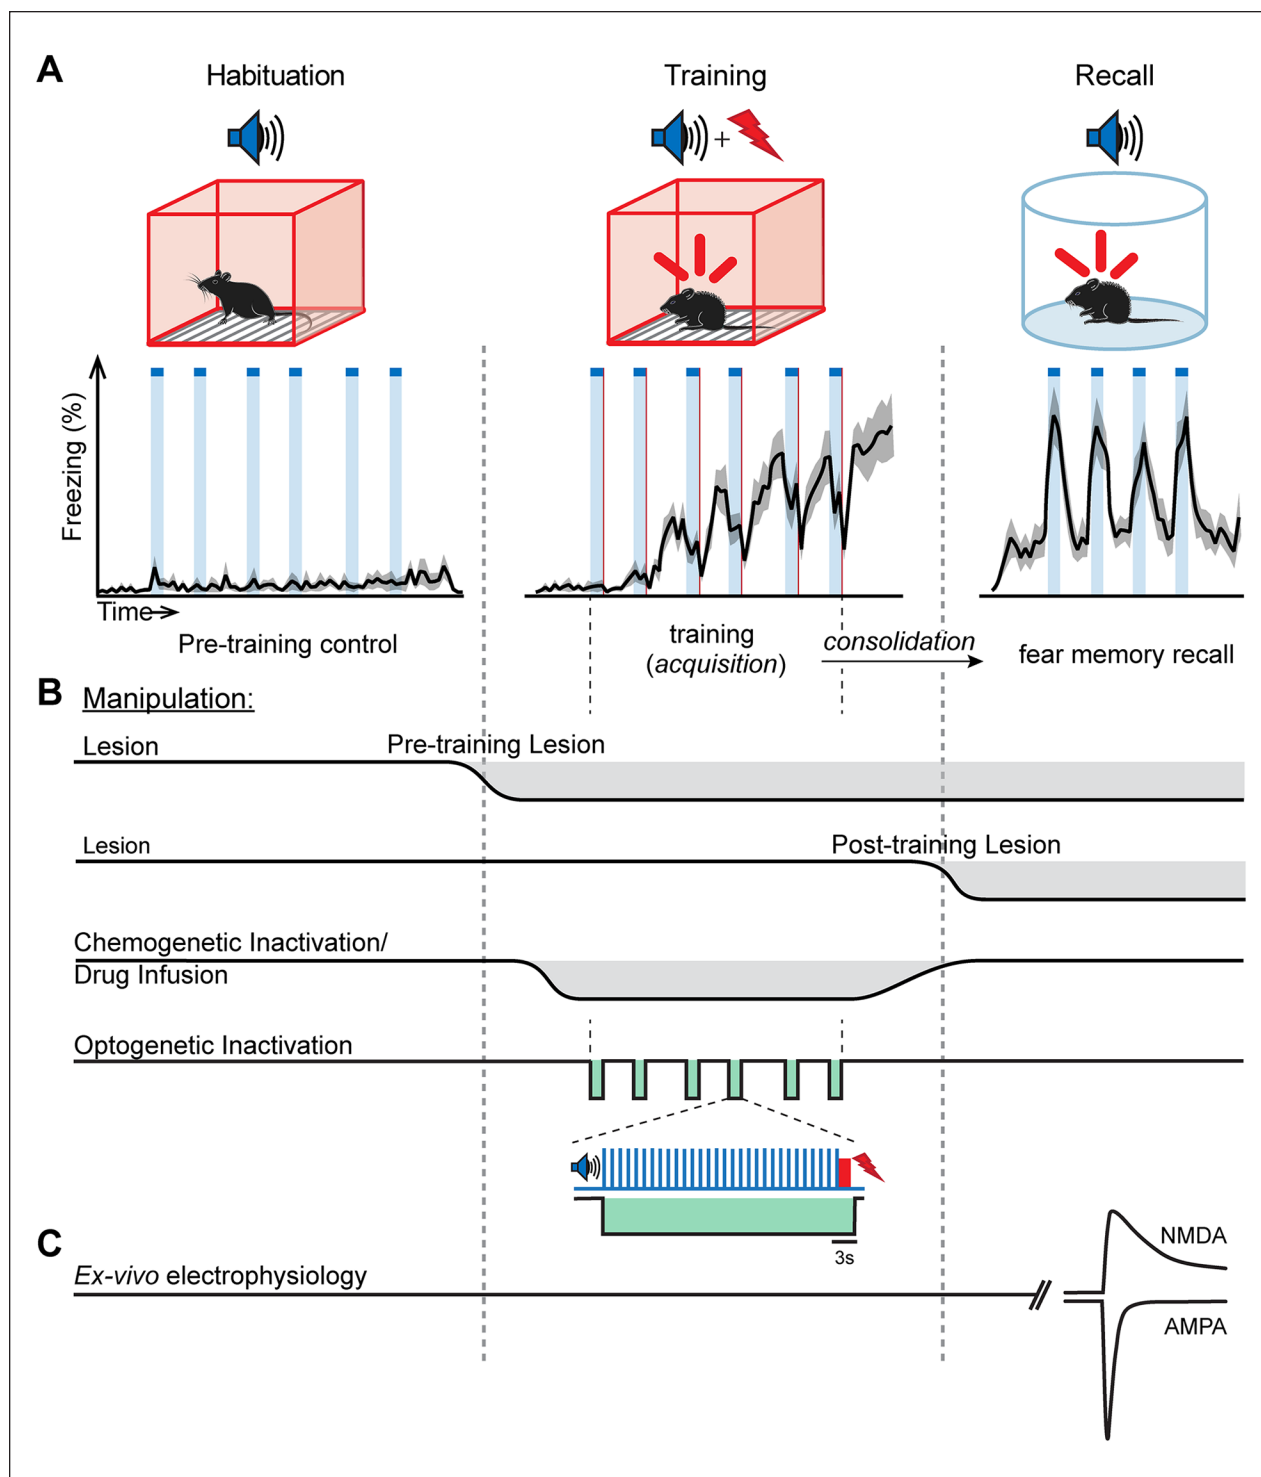 A
Habituation
Training
Recall
+
Freezing (%)
Time
Pre-training control
training
(acquisition)
consolidation
fear memory recall
B
Manipulation:
Lesion
Pre-training Lesion
Lesion
Post-training Lesion
Chemogenetic Inactivation/
Drug Infusion
Optogenetic Inactivation
3s
C
Ex-vivo electrophysiology
NMDA
AMPA